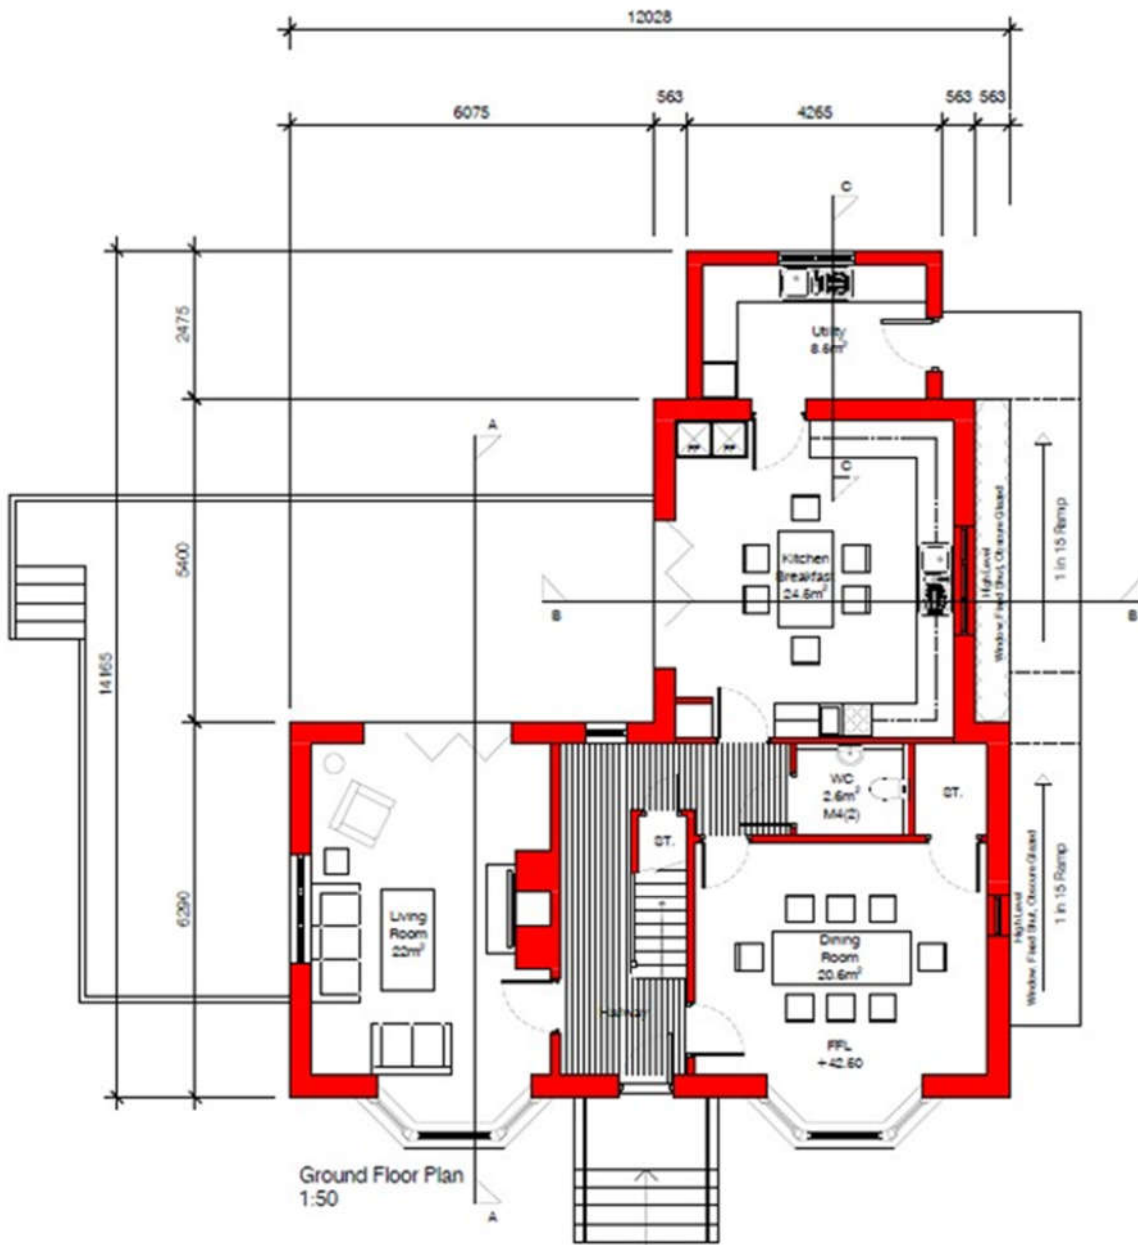 12028
6075
563
4265
563
563
C
2475
Utility
8.6m²
A
C
5400
14165
Kitchen
Breakfast
24.6m²
High Level
Window, Fixed Shut, Obscure Glazed
1 in 15 Ramp
B
B
WC
2.6m²
M4(2)
ST.
ST.
6290
Living
Room
22m²
Dining
Room
20.6m²
High Level
Window, Fixed Shut, Obscure Glazed
1 in 15 Ramp
Hallway
FFL
+42.60
Ground Floor Plan
1:50
A